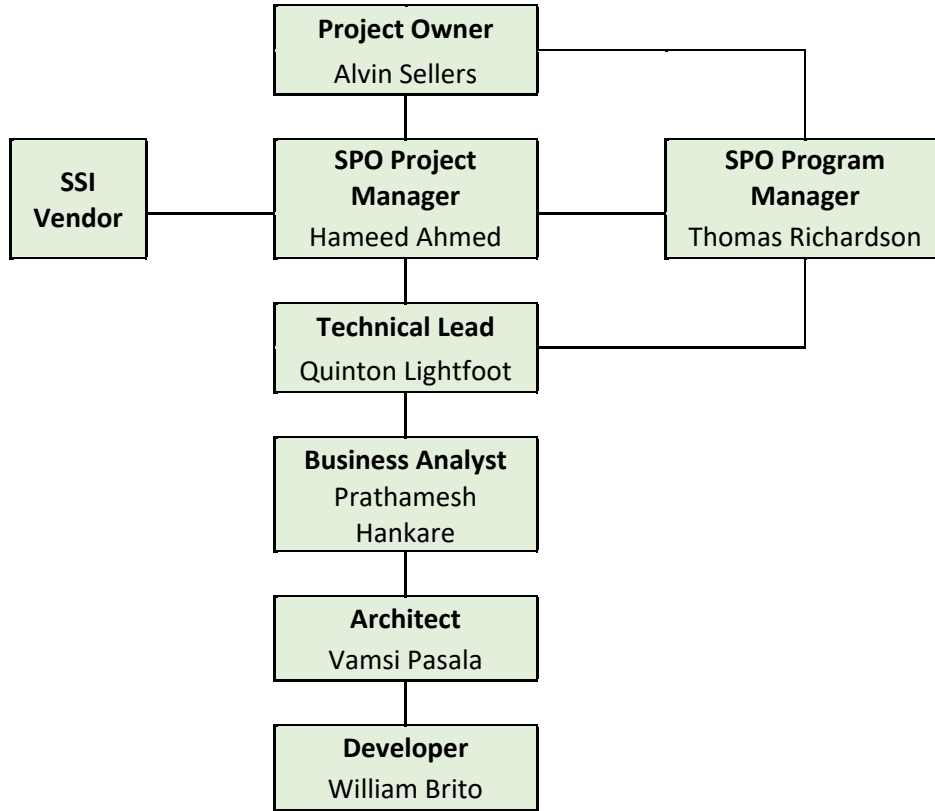 Project Owner
Alvin Sellers
SSI
Vendor
SPO Project
Manager
Hameed Ahmed
SPO Program
Manager
Thomas Richardson
Technical Lead
Quinton Lightfoot
Business Analyst
Prathamesh
Hankare
Architect
Vamsi Pasala
Developer
William Brito